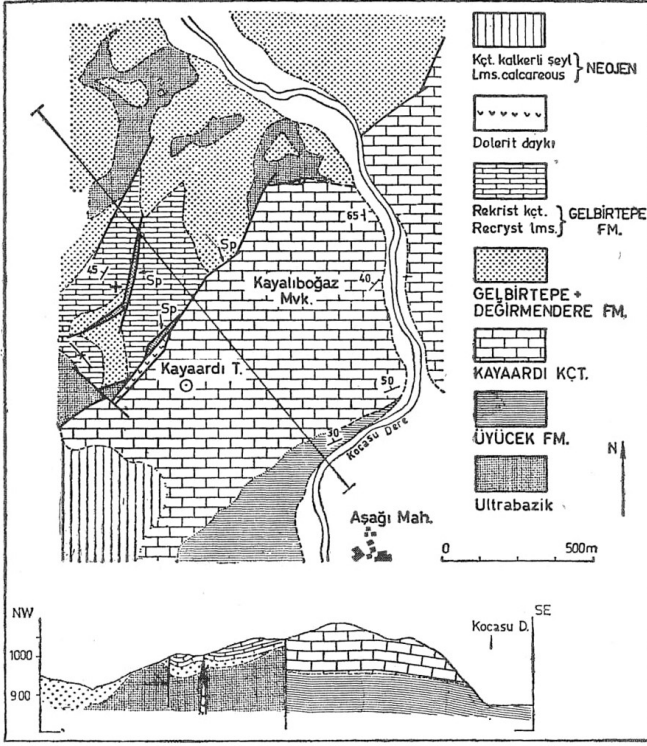 Kçt. kalkerli şeyl
Lms. calcareous
NEOJEN
Dolerit daykı
Rekrist kçt.
Recryst lms.
GELBİRTEPE
FM.
GELBİRTEPE +
DEĞİRMENDERE FM.
KAYAARDI KÇT.
ÜYÜCEK FM.
Ultrabazik
N
0 500m
65
Sp
45
Sp
Kayalıboğaz
Mvk.
40
Sp
Kayaardı T.
50
30
Kocasu Dere
Aşağı Mah.
NW
SE
Kocasu D.
1000
900